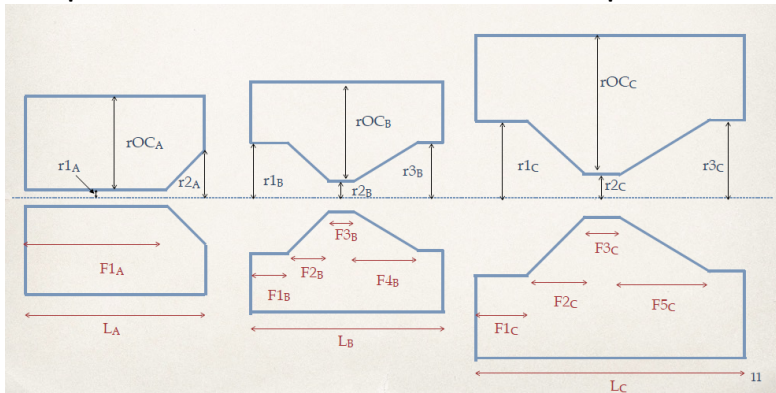 rOC_A
r1_A
r2_A
F1_A
L_A
rOC_B
r1_B
r2_B
r3_B
F3_B
F2_B
F1_B
F4_B
L_B
rOC_C
r1_C
r2_C
r3_C
F3_C
F2_C
F5_C
F1_C
L_C
11